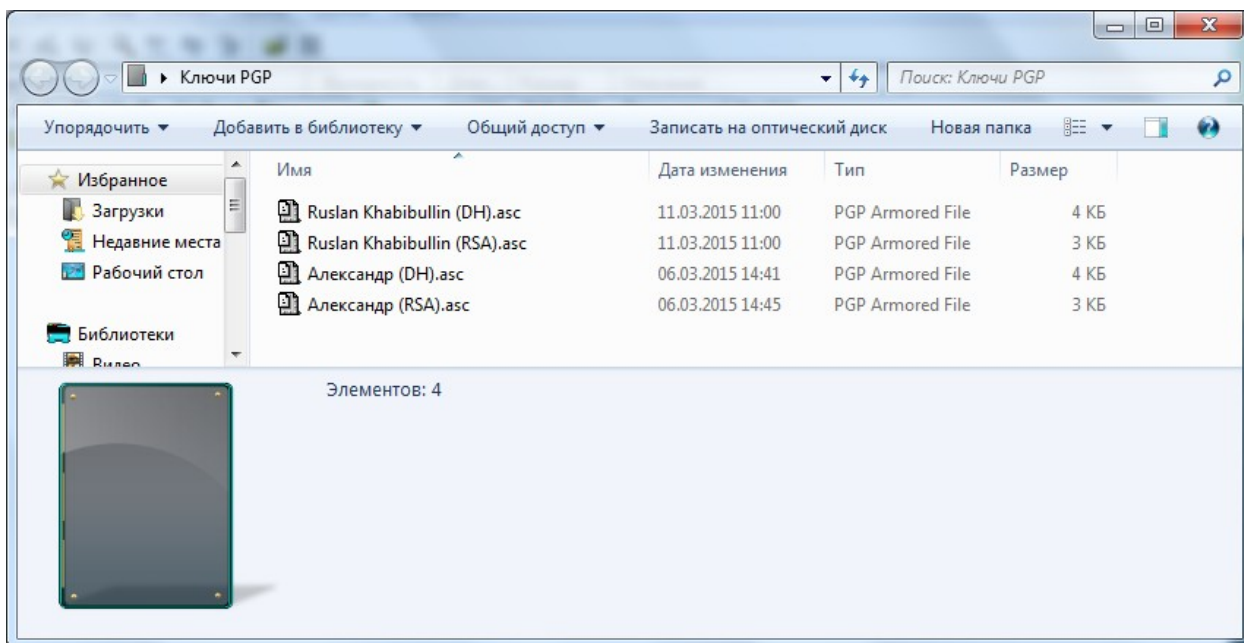 Ключи PGP
Поиск: Ключи PGP
Упорядочить Добавить в библиотеку Общий доступ Записать на оптический диск Новая папка
Избранное
Загрузки
Недавние места
Рабочий стол
Библиотеки
Видео
Имя Дата изменения Тип Размер
Ruslan Khabibullin (DH).asc 11.03.2015 11:00 PGP Armored File 4 КБ
Ruslan Khabibullin (RSA).asc 11.03.2015 11:00 PGP Armored File 3 КБ
Александр (DH).asc 06.03.2015 14:41 PGP Armored File 4 КБ
Александр (RSA).asc 06.03.2015 14:45 PGP Armored File 3 КБ
Элементов: 4